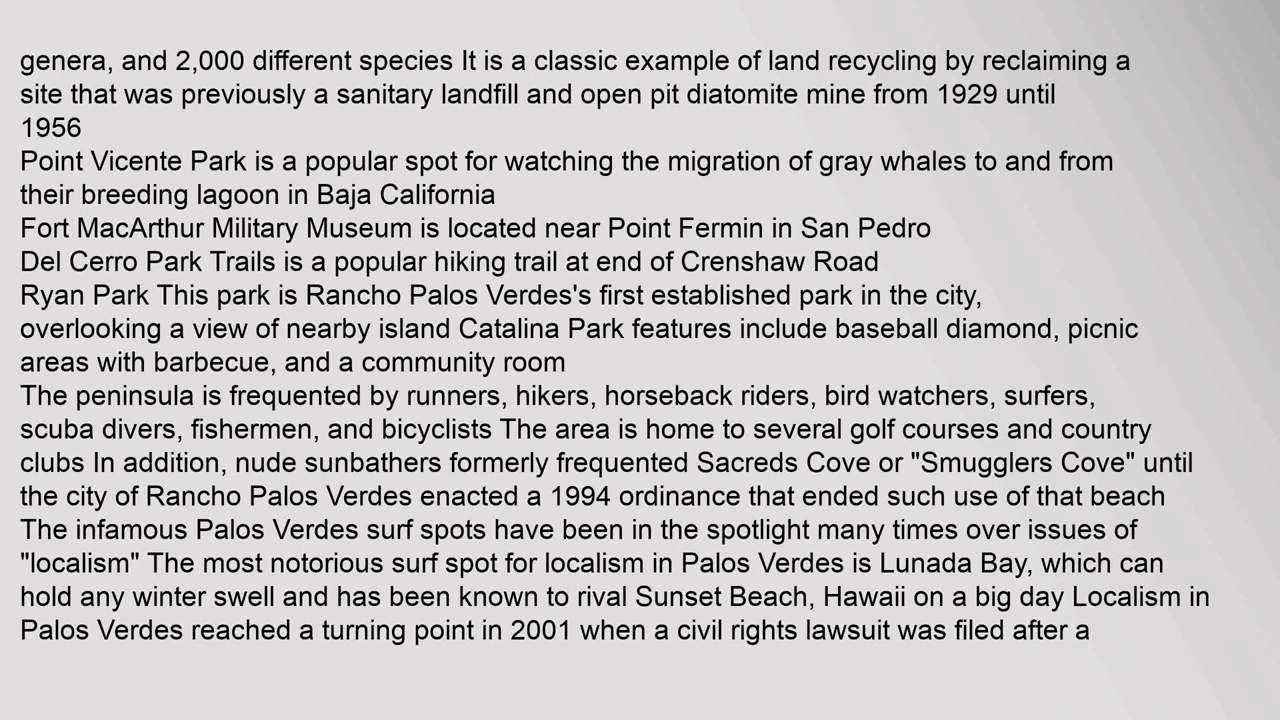 genera, and 2,000 different species It is a classic example of land recycling by reclaiming a
site that was previously a sanitary landfill and open pit diatomite mine from 1929 until
1956
Point Vicente Park is a popular spot for watching the migration of gray whales to and from
their breeding lagoon in Baja California
Fort MacArthur Military Museum is located near Point Fermin in San Pedro
Del Cerro Park Trails is a popular hiking trail at end of Crenshaw Road
Ryan Park This park is Rancho Palos Verdes's first established park in the city,
overlooking a view of nearby island Catalina Park features include baseball diamond, picnic
areas with barbecue, and a community room
The peninsula is frequented by runners, hikers, horseback riders, bird watchers, surfers,
scuba divers, fishermen, and bicyclists The area is home to several golf courses and country
clubs In addition, nude sunbathers formerly frequented Sacreds Cove or "Smugglers Cove" until
the city of Rancho Palos Verdes enacted a 1994 ordinance that ended such use of that beach
The infamous Palos Verdes surf spots have been in the spotlight many times over issues of
"localism" The most notorious surf spot for localism in Palos Verdes is Lunada Bay, which can
hold any winter swell and has been known to rival Sunset Beach, Hawaii on a big day Localism in
Palos Verdes reached a turning point in 2001 when a civil rights lawsuit was filed after a